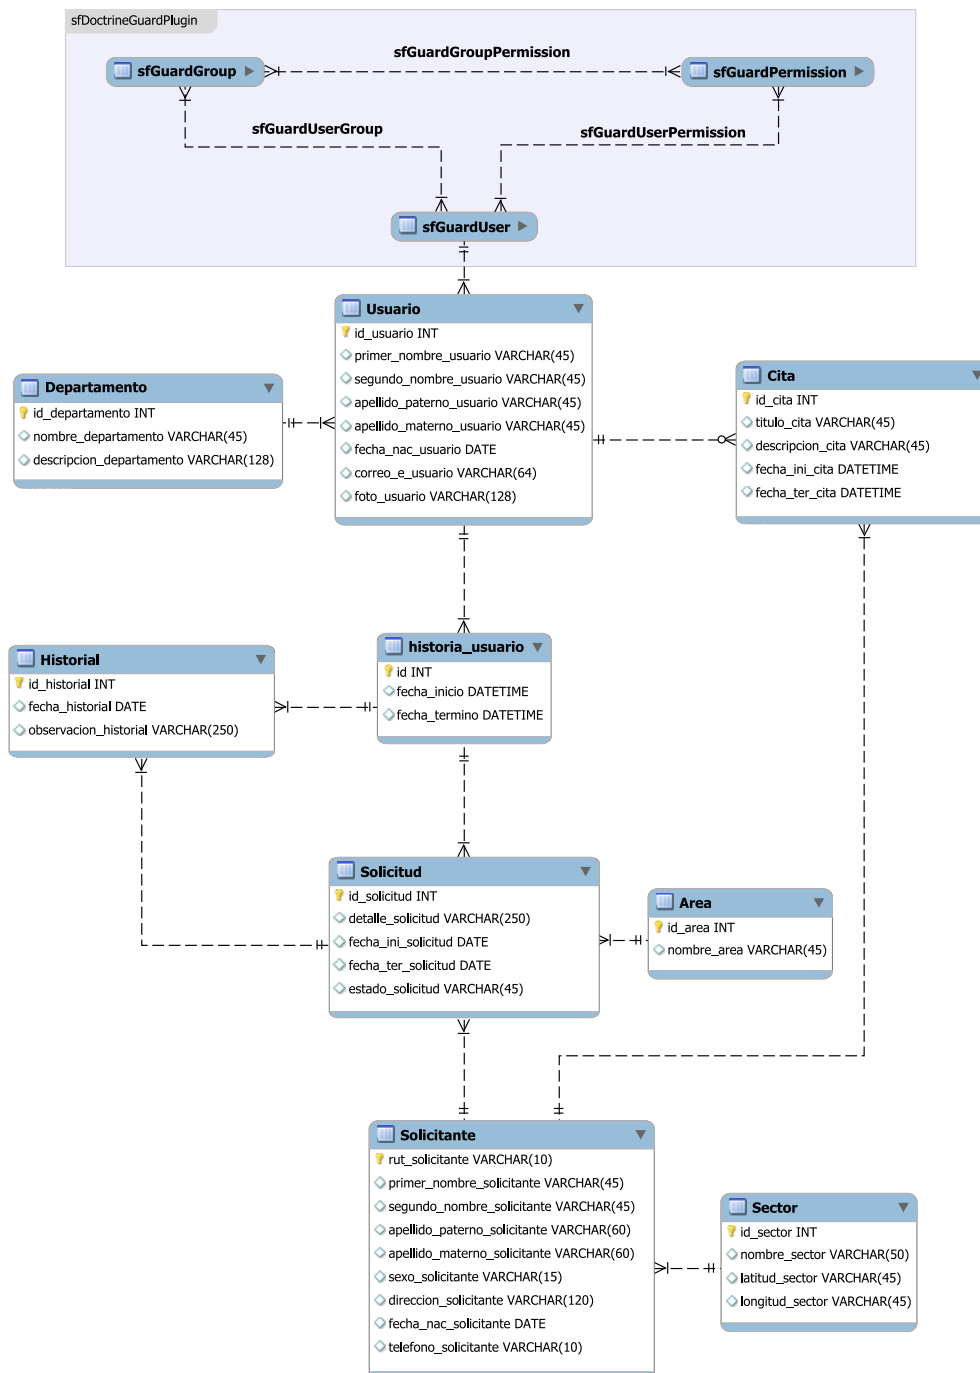 sfDoctrineGuardPlugin
sfGuardGroup
sfGuardGroupPermission
sfGuardPermission
sfGuardUserGroup
sfGuardUserPermission
sfGuardUser
Usuario
id_usuario INT
primer_nombre_usuario VARCHAR(45)
segundo_nombre_usuario VARCHAR(45)
apellido_paterno_usuario VARCHAR(45)
apellido_materno_usuario VARCHAR(45)
fecha_nac_usuario DATE
correo_e_usuario VARCHAR(64)
foto_usuario VARCHAR(128)
Departamento
id_departamento INT
nombre_departamento VARCHAR(45)
descripcion_departamento VARCHAR(128)
Cita
id_cita INT
titulo_cita VARCHAR(45)
descripcion_cita VARCHAR(45)
fecha_ini_cita DATETIME
fecha_ter_cita DATETIME
Historial
id_historial INT
fecha_historial DATE
observacion_historial VARCHAR(250)
historia_usuario
id INT
fecha_inicio DATETIME
fecha_termino DATETIME
Solicitud
id_solicitud INT
detalle_solicitud VARCHAR(250)
fecha_ini_solicitud DATE
fecha_ter_solicitud DATE
estado_solicitud VARCHAR(45)
Area
id_area INT
nombre_area VARCHAR(45)
Solicitante
rut_solicitante VARCHAR(10)
primer_nombre_solicitante VARCHAR(45)
segundo_nombre_solicitante VARCHAR(45)
apellido_paterno_solicitante VARCHAR(60)
apellido_materno_solicitante VARCHAR(60)
sexo_solicitante VARCHAR(15)
direccion_solicitante VARCHAR(120)
fecha_nac_solicitante DATE
telefono_solicitante VARCHAR(10)
Sector
id_sector INT
nombre_sector VARCHAR(50)
latitud_sector VARCHAR(45)
longitud_sector VARCHAR(45)